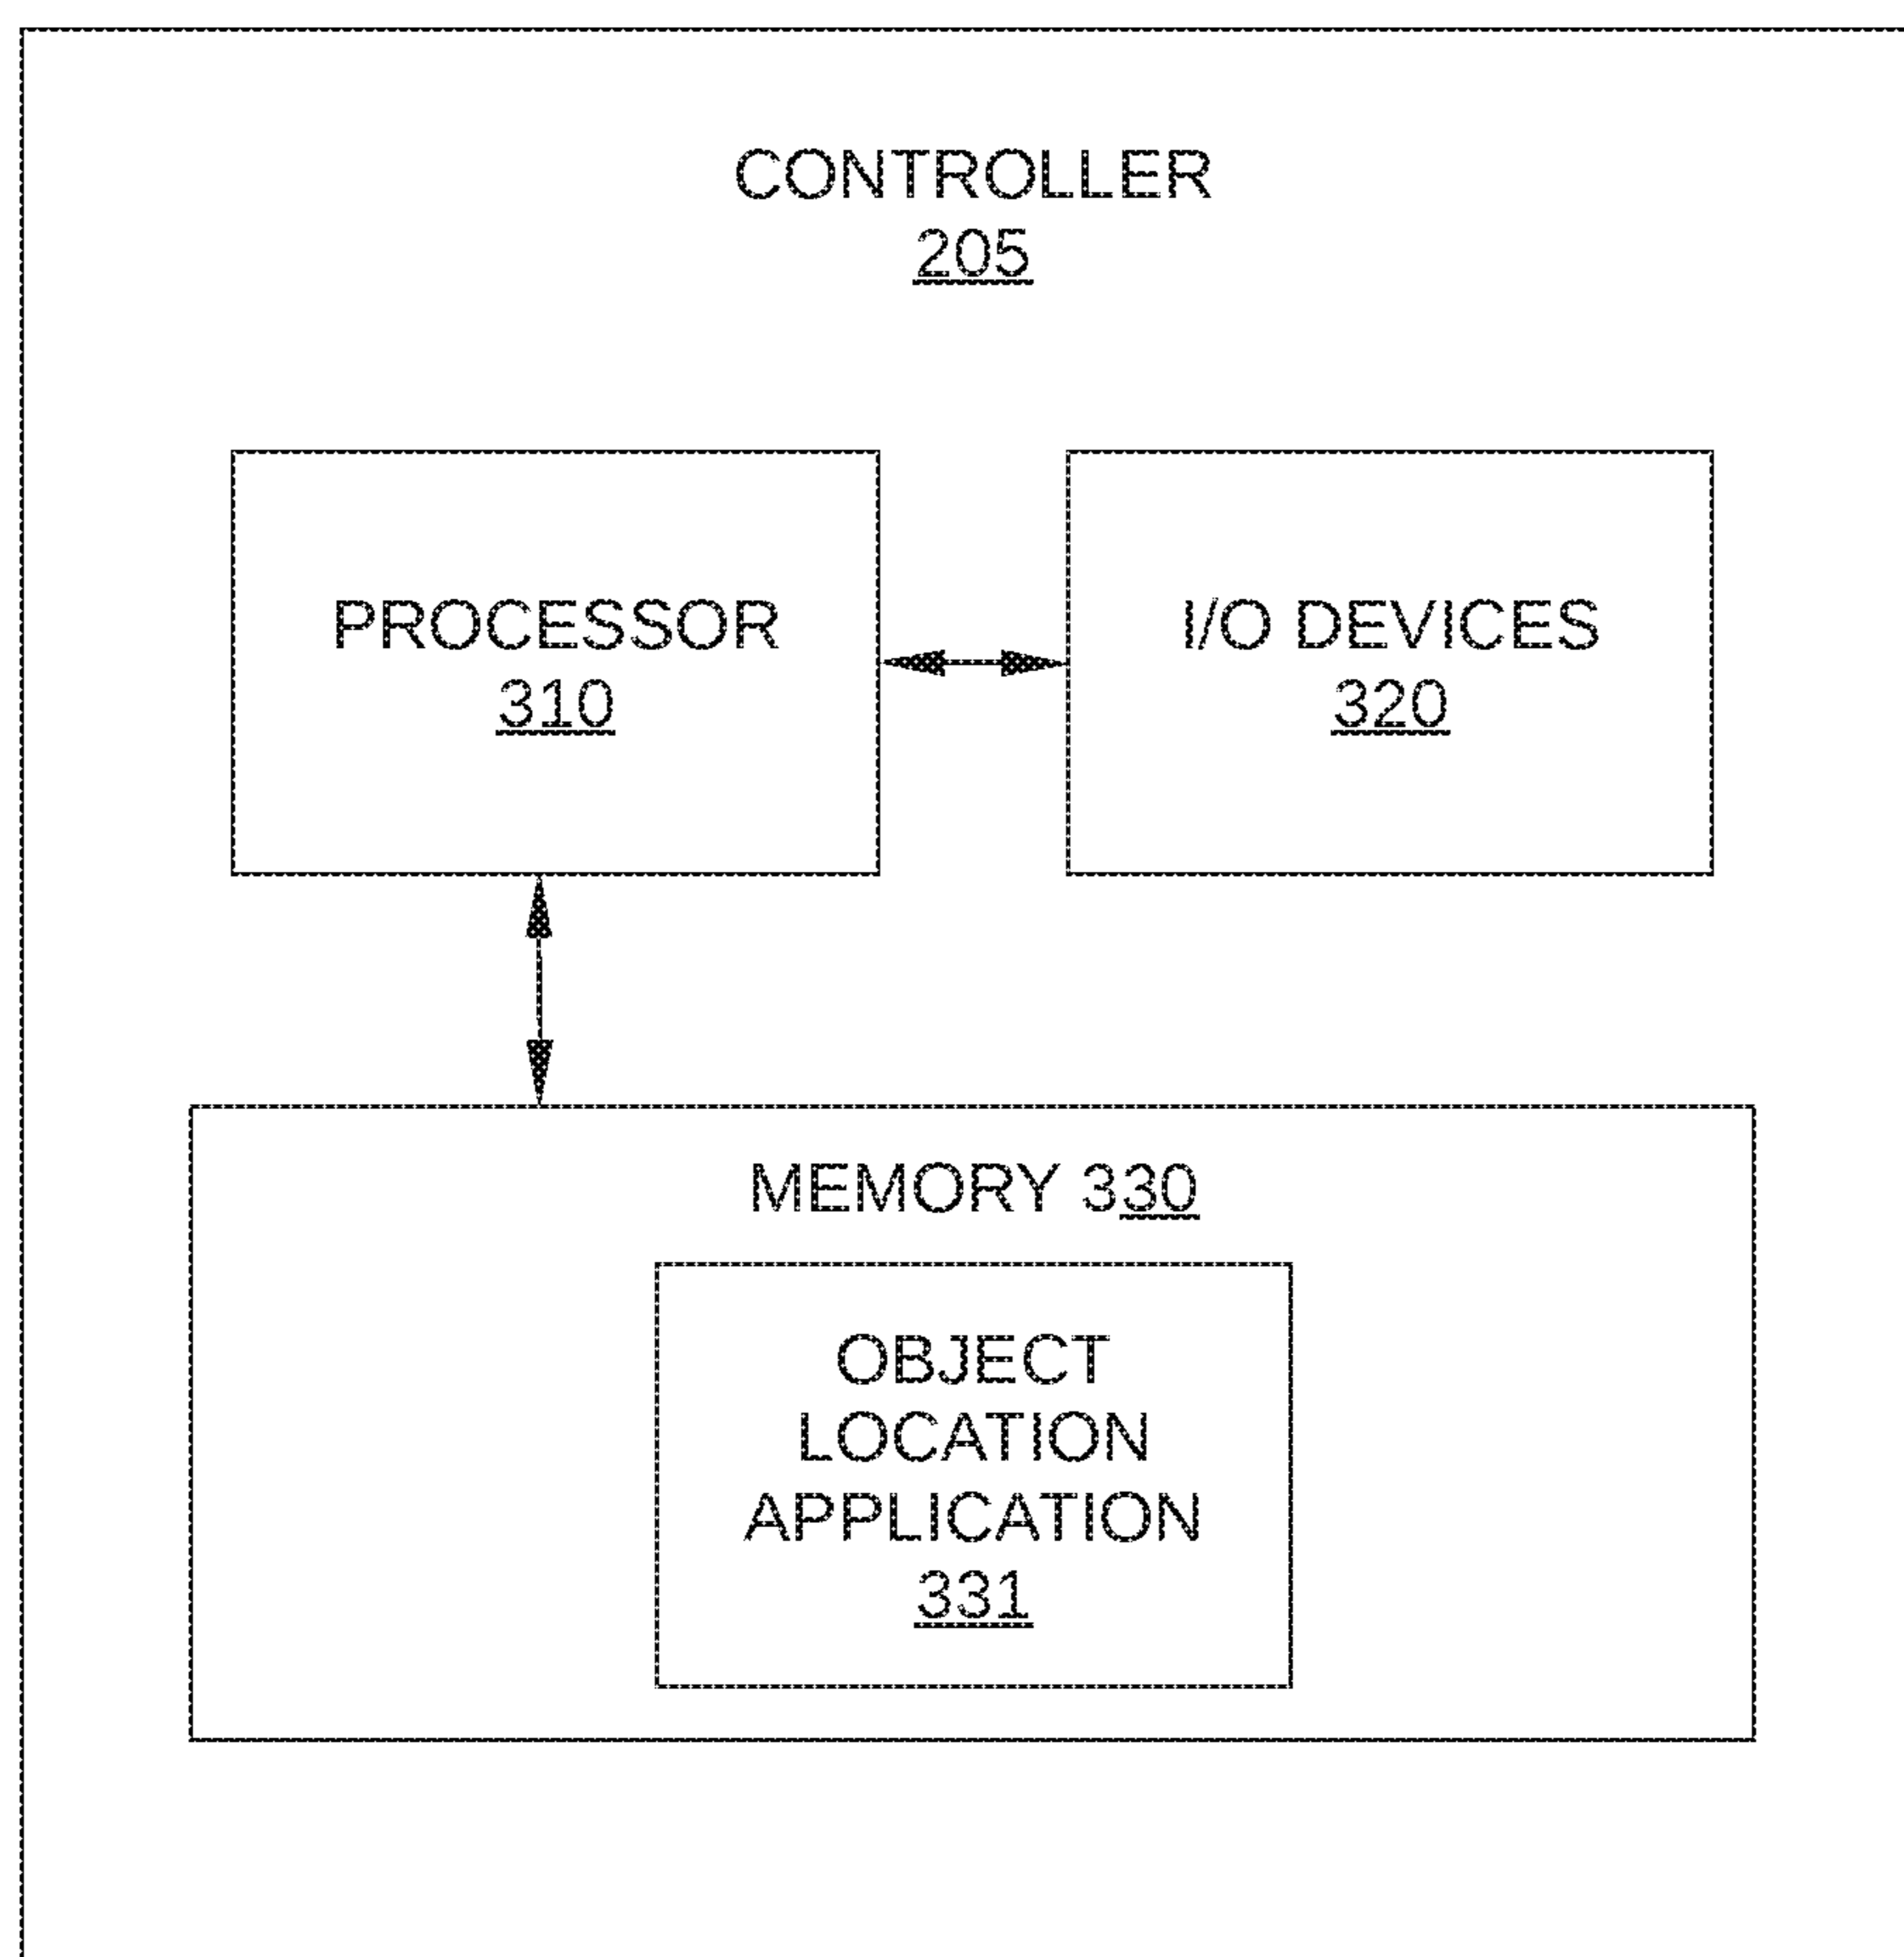 CONTROLLER
205
PROCESSOR
310
I/O DEVICES
320
MEMORY 330
OBJECT
LOCATION
APPLICATION
331